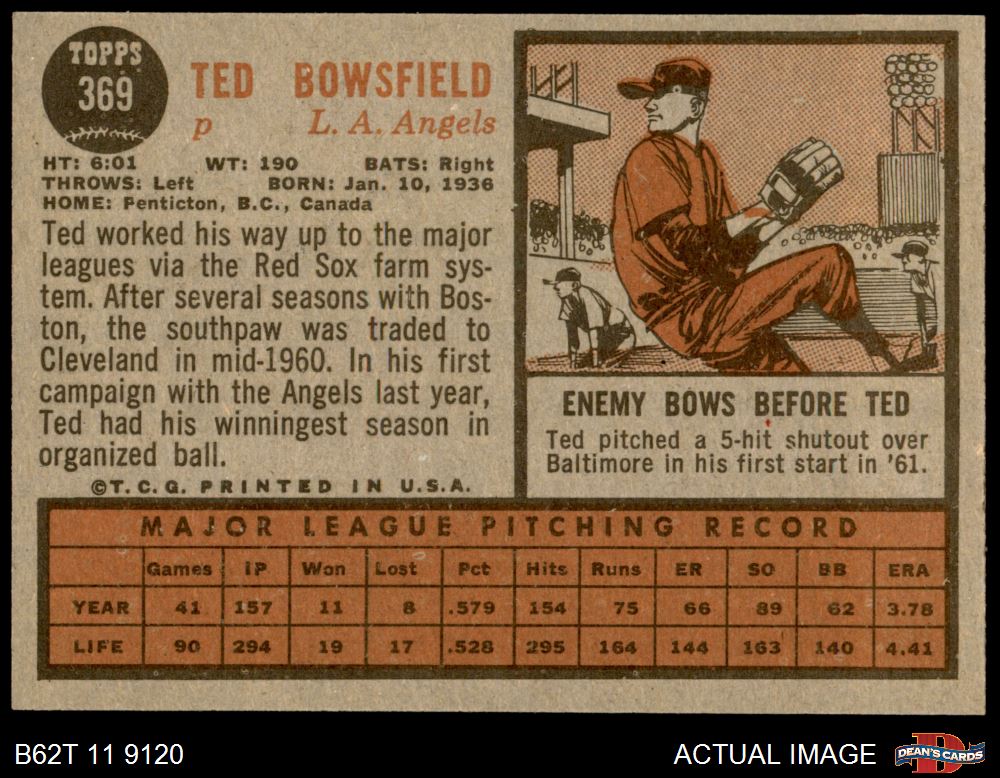 TOPPS
369
TED BOWSFIELD
p L. A. Angels
HT: 6:01 WT: 190 BATS: Right
THROWS: Left BORN: Jan. 10, 1936
HOME: Penticton, B.C., Canada
Ted worked his way up to the major
leagues via the Red Sox farm sys-
tem. After several seasons with Bos-
ton, the southpaw was traded to
Cleveland in mid-1960. In his first
campaign with the Angels last year,
Ted had his winningest season in
organized ball.
©T. C. G. PRINTED IN U.S.A.
ENEMY BOWS BEFORE TED
Ted pitched a 5-hit shutout over
Baltimore in his first start in '61.
MAJOR LEAGUE PITCHING RECORD
Games IP Won Lost Pct Hits Runs ER SO BB ERA
YEAR 41 157 11 8 .579 154 75 66 89 62 3.78
LIFE 90 294 19 17 .528 295 164 144 163 140 4.41
B62T 11 9120 ACTUAL IMAGE DEAN'S CARDS